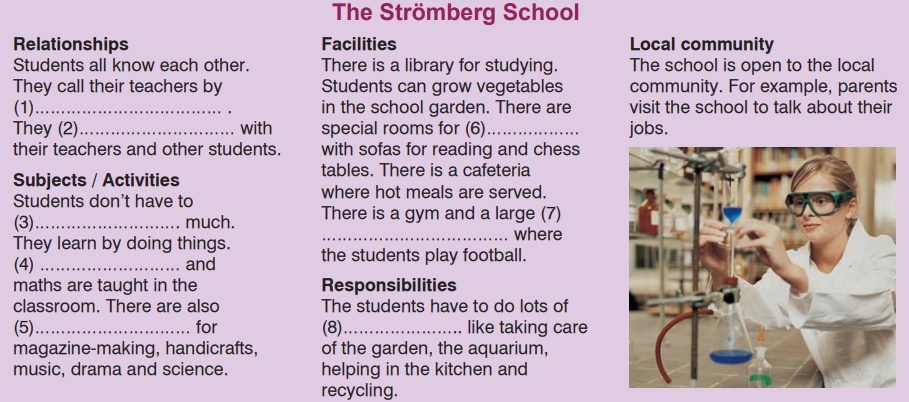 The Strömberg School
Relationships
Students all know each other.
They call their teachers by
(1)................................... .
They (2)............................. with
their teachers and other students.
Subjects / Activities
Students don't have to
(3)........................... much.
They learn by doing things.
(4) .......................... and
maths are taught in the
classroom. There are also
(5)............................. for
magazine-making, handicrafts,
music, drama and science.
Facilities
There is a library for studying.
Students can grow vegetables
in the school garden. There are
special rooms for (6)..................
with sofas for reading and chess
tables. There is a cafeteria
where hot meals are served.
There is a gym and a large (7)
................................... where
the students play football.
Responsibilities
The students have to do lots of
(8)...................... like taking care
of the garden, the aquarium,
helping in the kitchen and
recycling.
Local community
The school is open to the local
community. For example, parents
visit the school to talk about their
jobs.